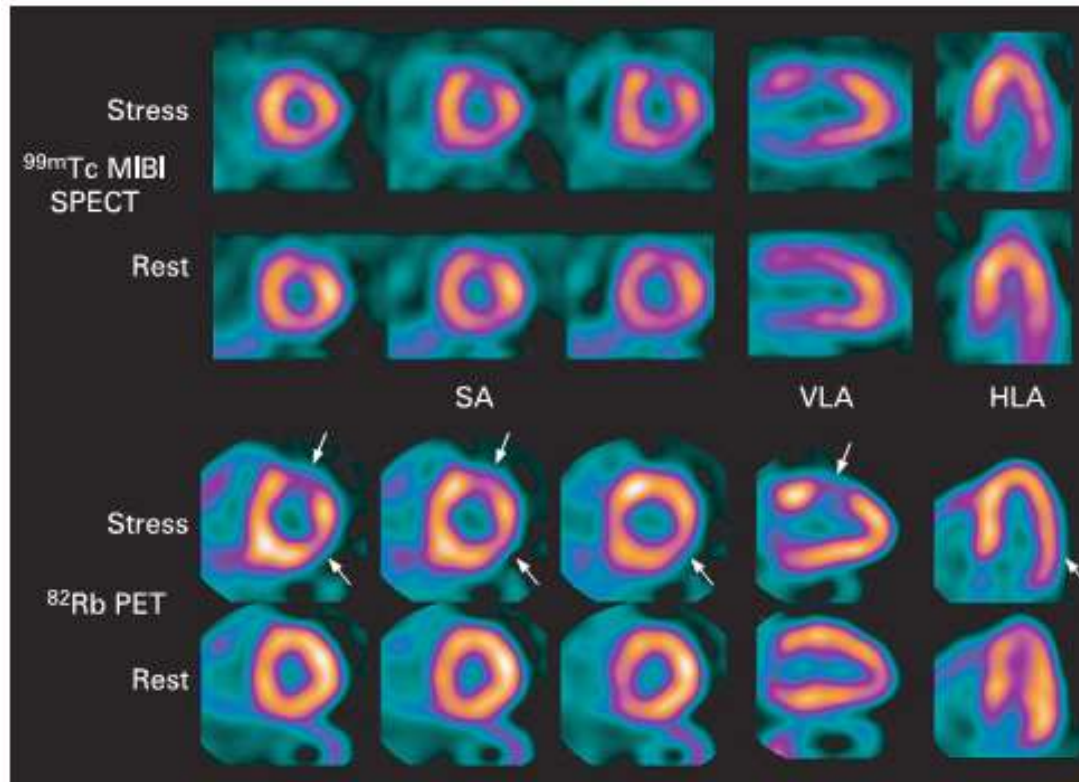 Stress
⁹⁹ᵐTc MIBI
SPECT
Rest
SA VLA HLA
Stress
⁸²Rb PET
Rest